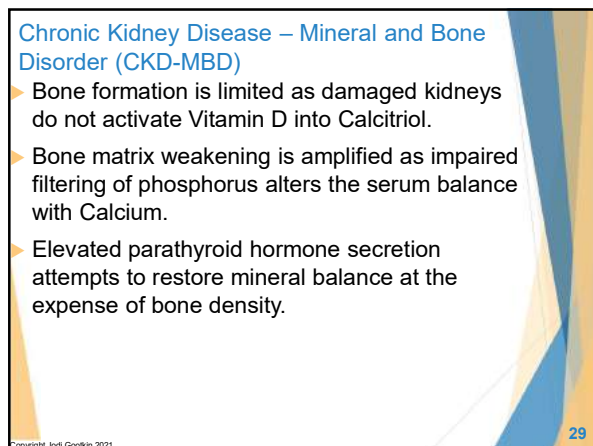 Chronic Kidney Disease – Mineral and Bone
Disorder (CKD-MBD)
Bone formation is limited as damaged kidneys
do not activate Vitamin D into Calcitriol.
Bone matrix weakening is amplified as impaired
filtering of phosphorus alters the serum balance
with Calcium.
Elevated parathyroid hormone secretion
attempts to restore mineral balance at the
expense of bone density.
Copyright Jodi Gootkin 2021
29